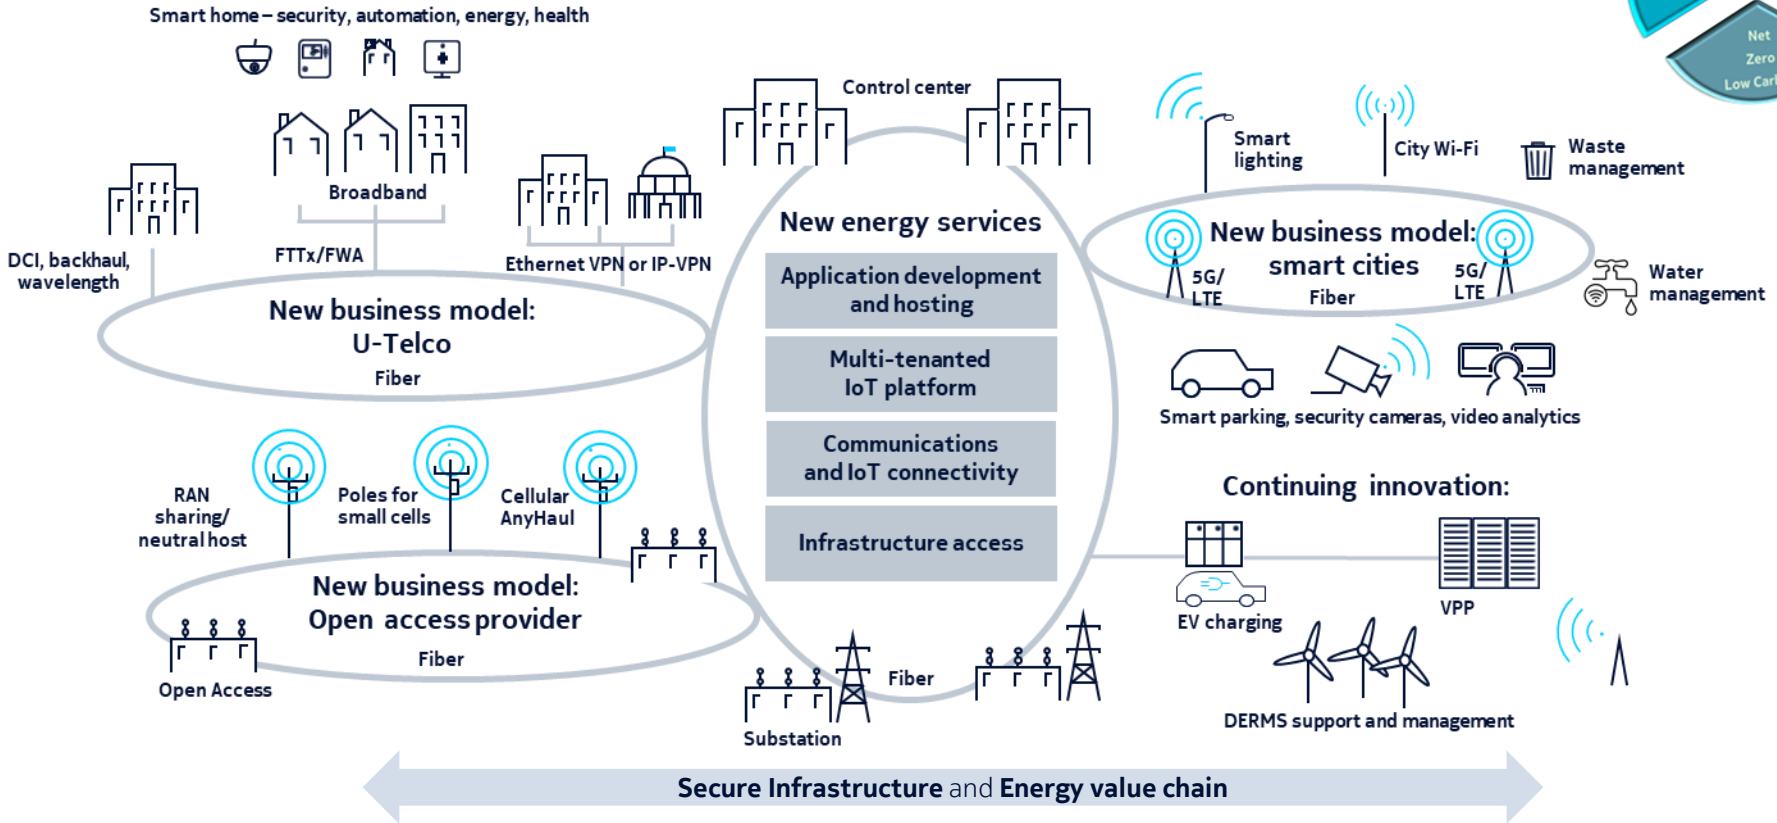 Smart home – security, automation, energy, health
Broadband
DCI, backhaul,
wavelength
FTTx/FWA
Ethernet VPN or IP-VPN
New business model:
U-Telco
Fiber
RAN
sharing/
neutral host
Poles for
small cells
Cellular
AnyHaul
New business model:
Open access provider
Fiber
Open Access
Control center
New energy services
Application development
and hosting
Multi-tenanted
IoT platform
Communications
and IoT connectivity
Infrastructure access
Fiber
Substation
Smart
lighting
City Wi-Fi
Waste
management
New business model:
smart cities
5G/
LTE
Fiber
5G/
LTE
Water
management
Smart parking, security cameras, video analytics
Continuing innovation:
EV charging
VPP
DERMS support and management
Net
Zero
Low
Secure Infrastructure and Energy value chain